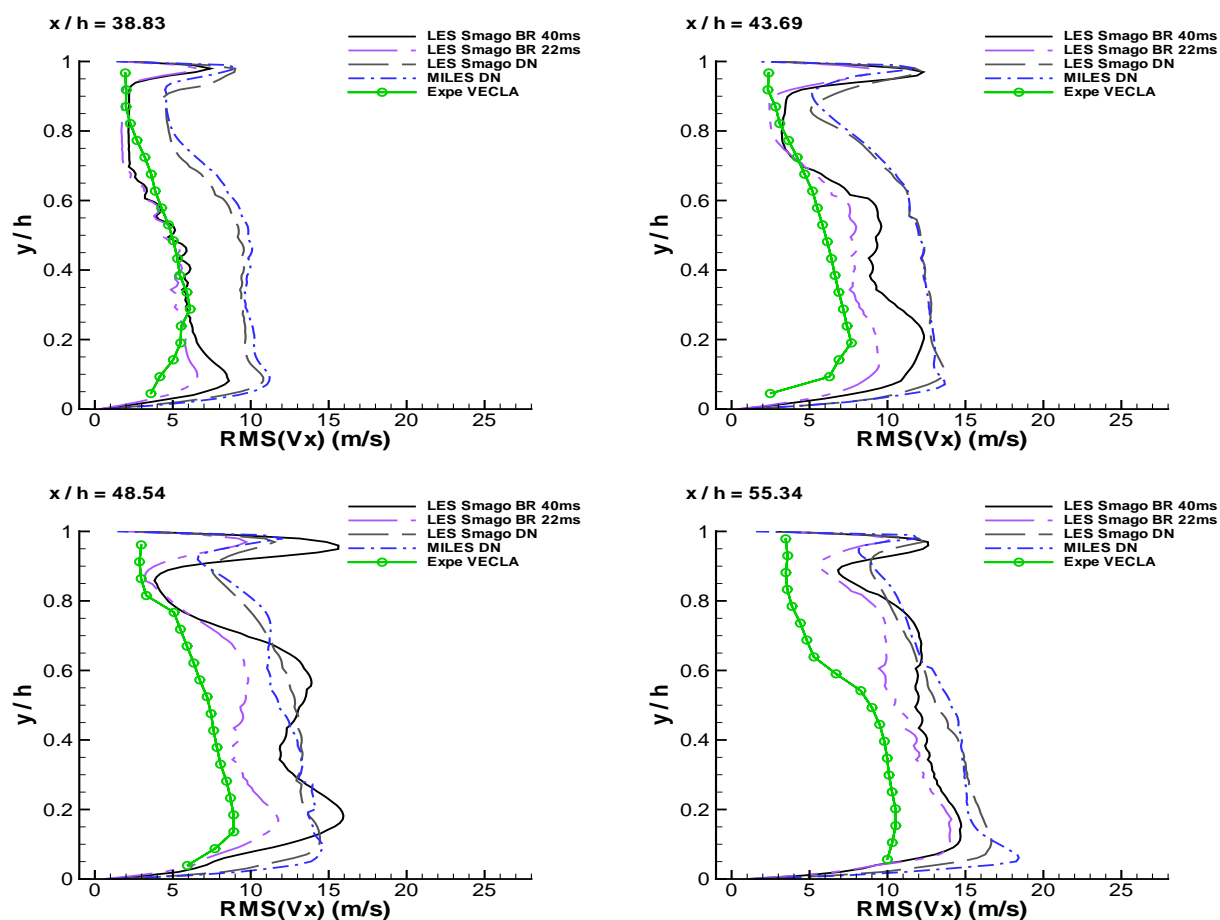 x / h = 38.83
LES Smago BR 40ms
LES Smago BR 22ms
LES Smago DN
MILES DN
Expe VECLA
y / h
1
0.8
0.6
0.4
0.2
0
0 5 10 15 20 25
RMS(Vx) (m/s)
x / h = 43.69
LES Smago BR 40ms
LES Smago BR 22ms
LES Smago DN
MILES DN
Expe VECLA
y / h
1
0.8
0.6
0.4
0.2
0
0 5 10 15 20 25
RMS(Vx) (m/s)
x / h = 48.54
LES Smago BR 40ms
LES Smago BR 22ms
LES Smago DN
MILES DN
Expe VECLA
y / h
1
0.8
0.6
0.4
0.2
0
0 5 10 15 20 25
RMS(Vx) (m/s)
x / h = 55.34
LES Smago BR 40ms
LES Smago BR 22ms
LES Smago DN
MILES DN
Expe VECLA
y / h
1
0.8
0.6
0.4
0.2
0
0 5 10 15 20 25
RMS(Vx) (m/s)